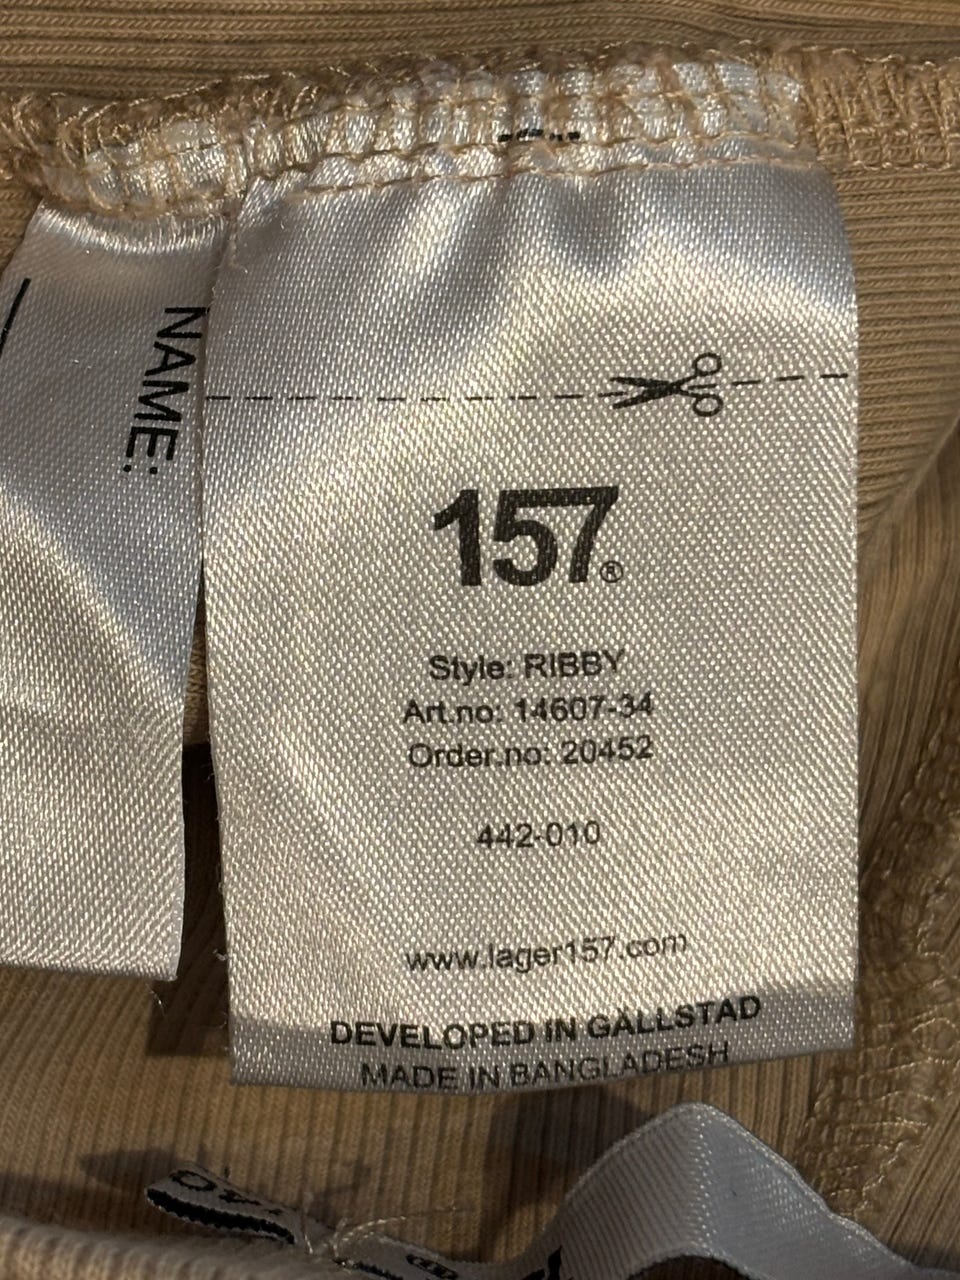 NAME:
157®
Style: RIBBY
Art.no: 14607-34
Order.no: 20452
442-010
www.lager157.com
DEVELOPED IN GÄLLSTAD
MADE IN BANGLADESH